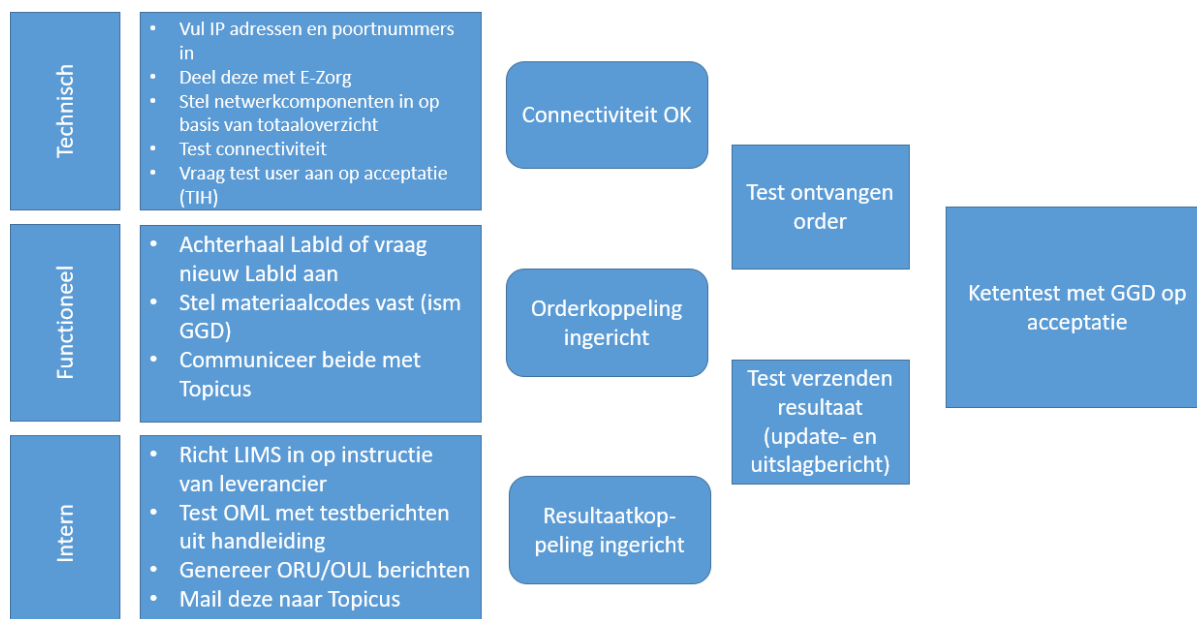 Technisch
• Vul IP adressen en poortnummers
in
• Deel deze met E-Zorg
• Stel netwerkcomponenten in op
basis van totaaloverzicht
• Test connectiviteit
• Vraag test user aan op acceptatie
(TIH)
Connectiviteit OK
Functioneel
• Achterhaal LabId of vraag
nieuw LabId aan
• Stel materiaalcodes vast (ism
GGD)
• Communiceer beide met
Topicus
Orderkoppeling
ingericht
Intern
• Richt LIMS in op instructie
van leverancier
• Test OML met testberichten
uit handleiding
• Genereer ORU/OUL berichten
• Mail deze naar Topicus
Resultaatkop-
peling ingericht
Test ontvangen
order
Test verzenden
resultaat
(update- en
uitslagbericht)
Ketentest met GGD op
acceptatie